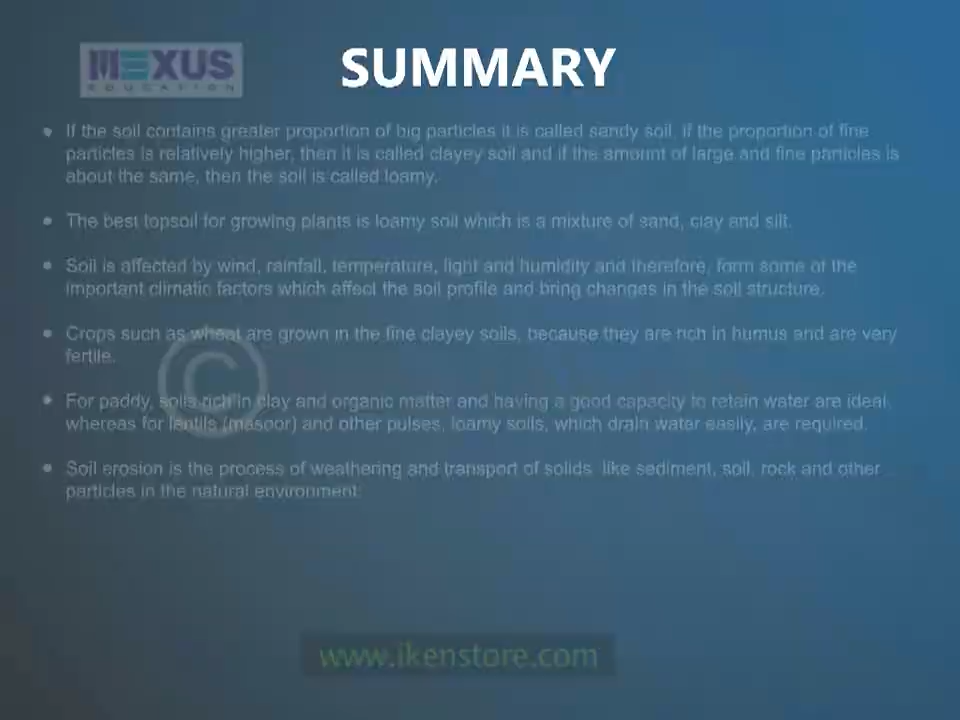 MEXUS
EDUCATION
SUMMARY
• If the soil contains greater proportion of big particles it is called sandy soil. If the proportion of fine
particles is relatively higher, then it is called clayey soil and if the amount of large and fine particles is
about the same, then the soil is called loamy.
• The best topsoil for growing plants is loamy soil which is a mixture of sand, clay and silt.
• Soil is affected by wind, rainfall, temperature, light and humidity and therefore, form some of the
important climatic factors which affect the soil profile and bring changes in the soil structure.
• Crops such as wheat are grown in the fine clayey soils, because they are rich in humus and are very
fertile.
• For paddy, soils rich in clay and organic matter and having a good capacity to retain water are ideal
whereas for lentils (masoor) and other pulses, loamy soils, which drain water easily, are required.
• Soil erosion is the process of weathering and transport of solids like sediment, soil, rock and other
particles in the natural environment.
©
www.ikenstore.com